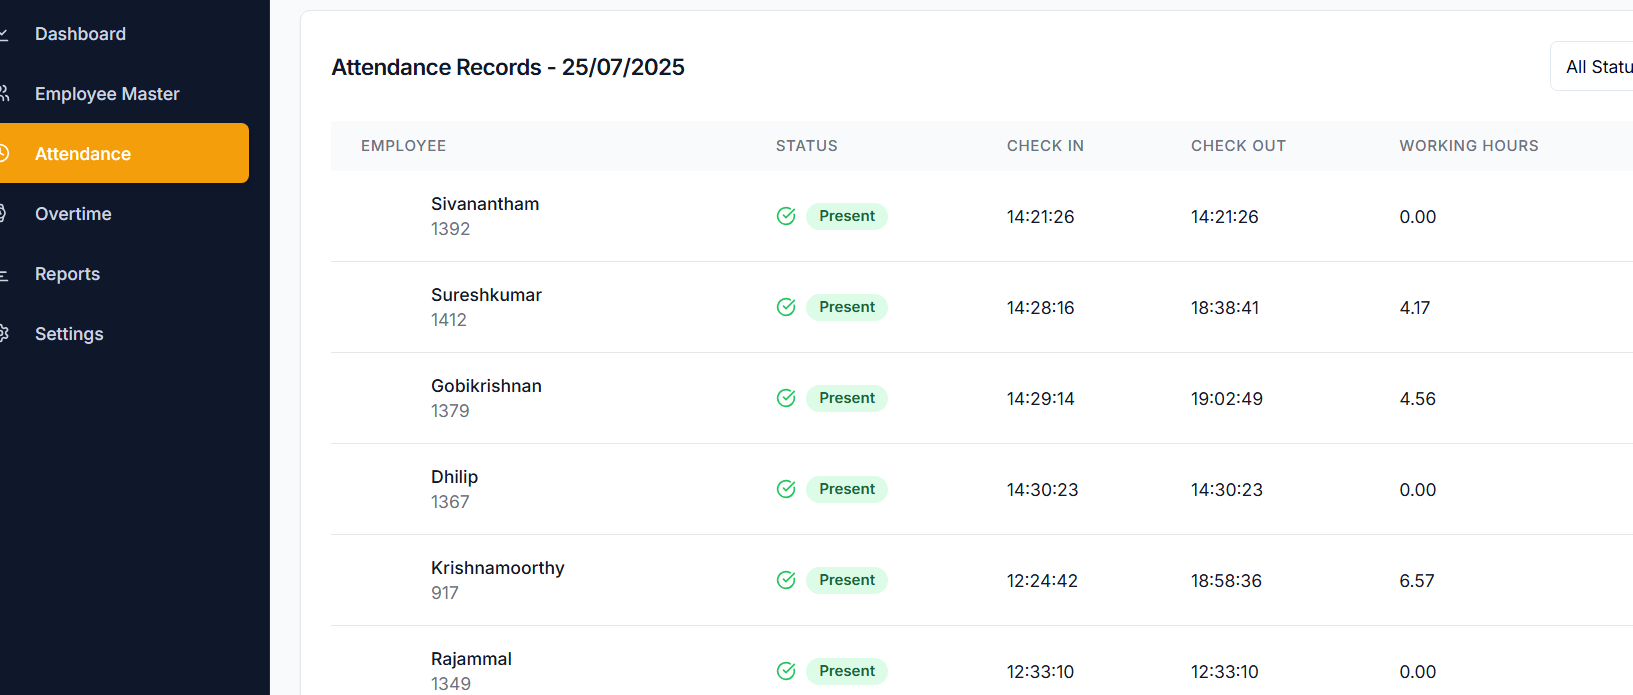 Dashboard
Employee Master
Attendance
Overtime
Reports
Settings
Attendance Records - 25/07/2025
All Statu
EMPLOYEE STATUS CHECK IN CHECK OUT WORKING HOURS
Sivanantham
1392
Present 14:21:26 14:21:26 0.00
Sureshkumar
1412
Present 14:28:16 18:38:41 4.17
Gobikrishnan
1379
Present 14:29:14 19:02:49 4.56
Dhilip
1367
Present 14:30:23 14:30:23 0.00
Krishnamoorthy
917
Present 12:24:42 18:58:36 6.57
Rajammal
1349
Present 12:33:10 12:33:10 0.00